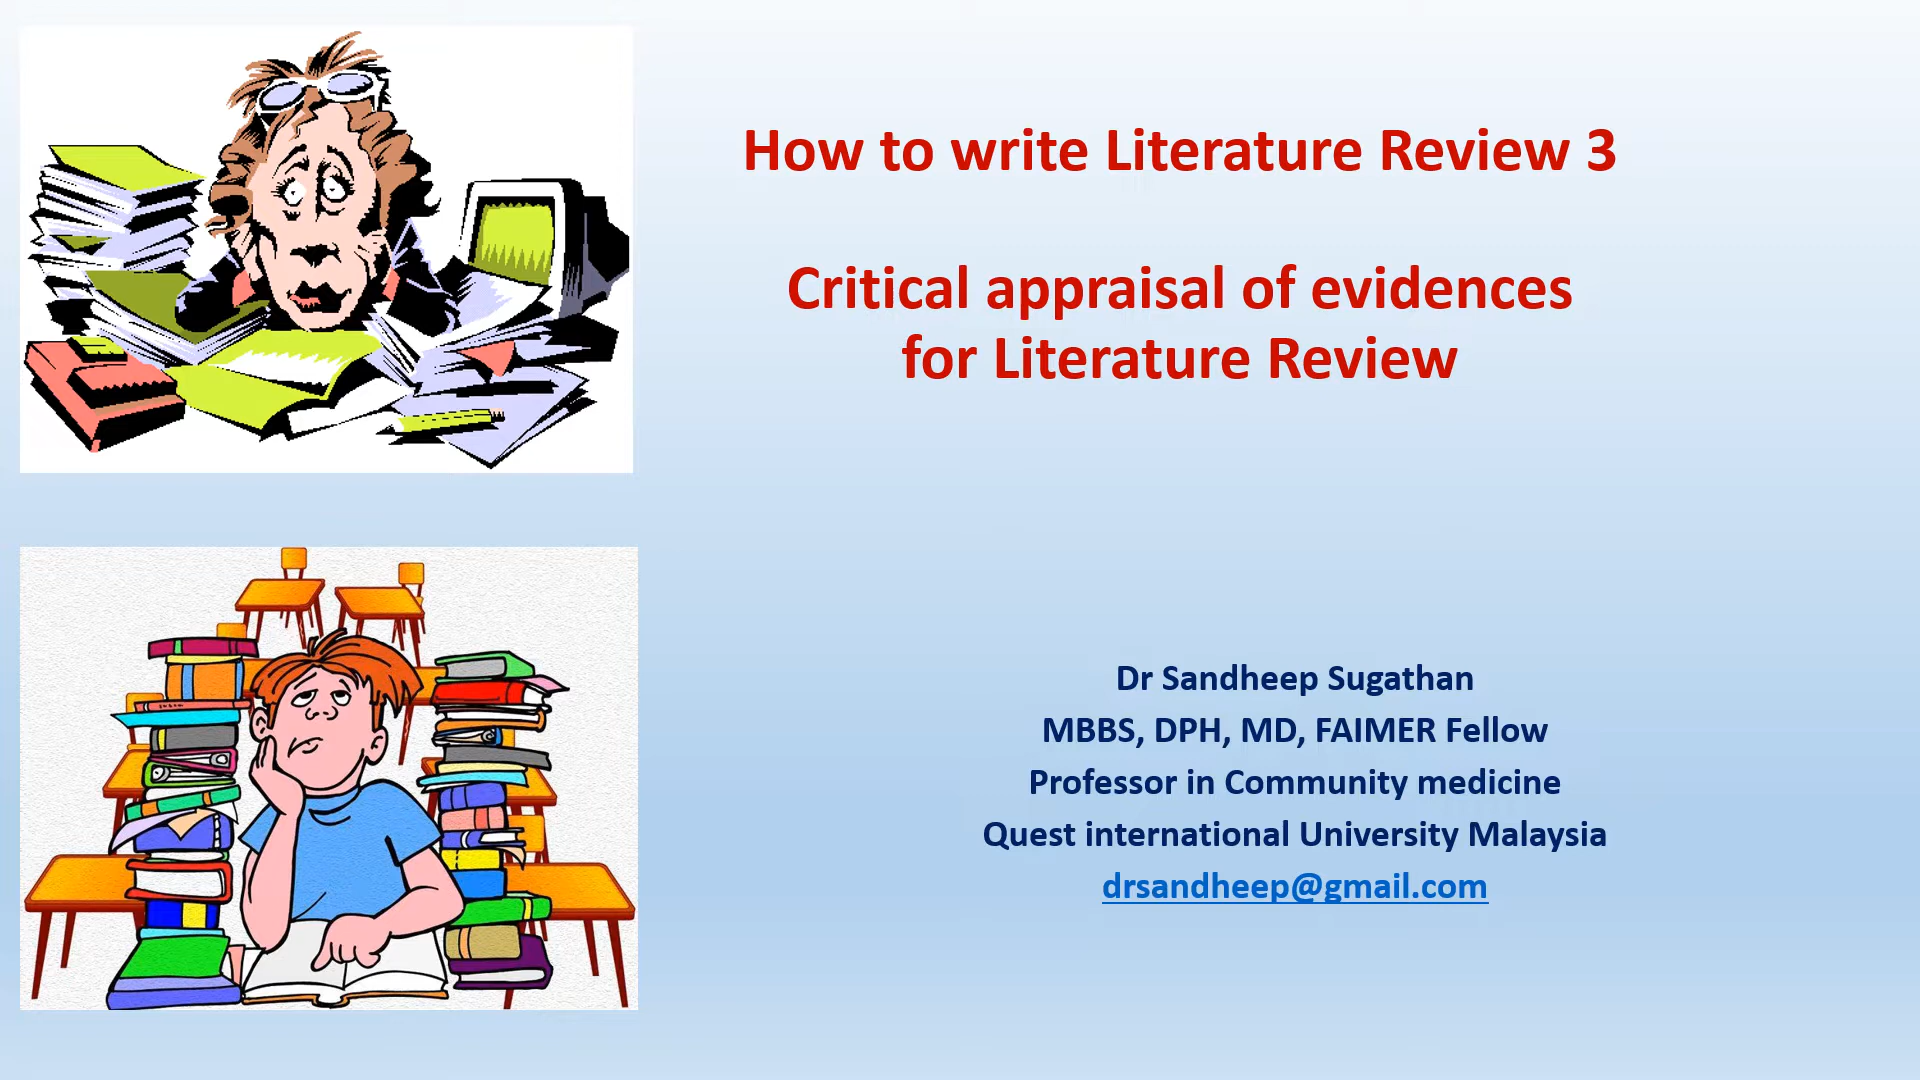 How to write Literature Review 3
Critical appraisal of evidences
for Literature Review
Dr Sandheep Sugathan
MBBS, DPH, MD, FAIMER Fellow
Professor in Community medicine
Quest international University Malaysia
drsandheep@gmail.com